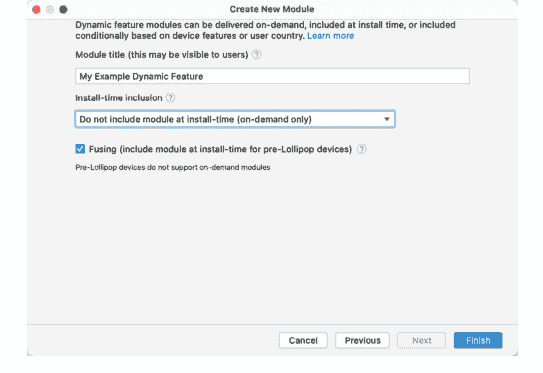 Create New Module
Dynamic feature modules can be delivered on-demand, included at install time, or included
conditionally based on device features or user country. Learn more
Module title (this may be visible to users) ?
My Example Dynamic Feature
Install-time inclusion ?
Do not include module at install-time (on-demand only)
Fusing (include module at install-time for pre-Lollipop devices) ?
Pre-Lollipop devices do not support on-demand modules
Cancel Previous Next Finish